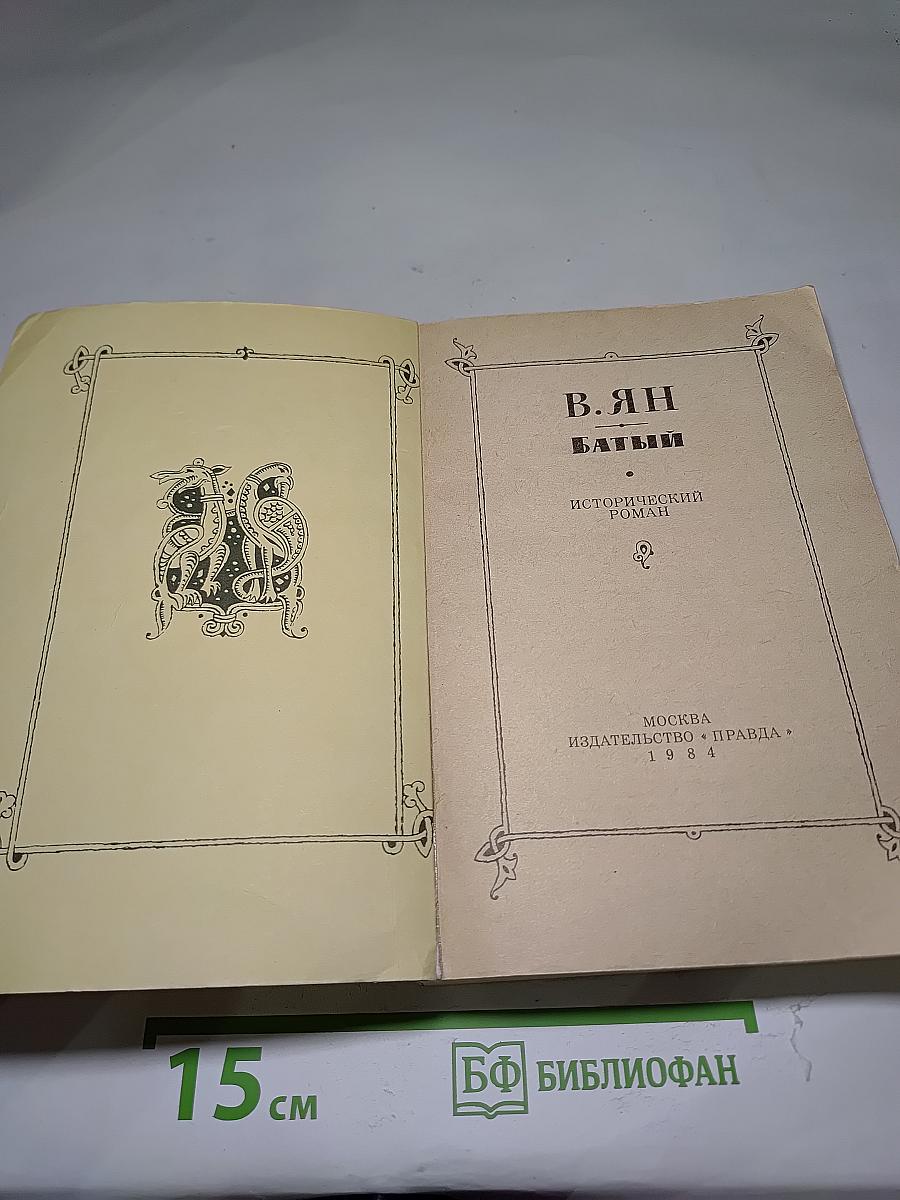 В. ЯН
БАТЫЙ
ИСТОРИЧЕСКИЙ
РОМАН
МОСКВА
ИЗДАТЕЛЬСТВО «ПРАВДА»
1984
15 см
БФ БИБЛИОФАН